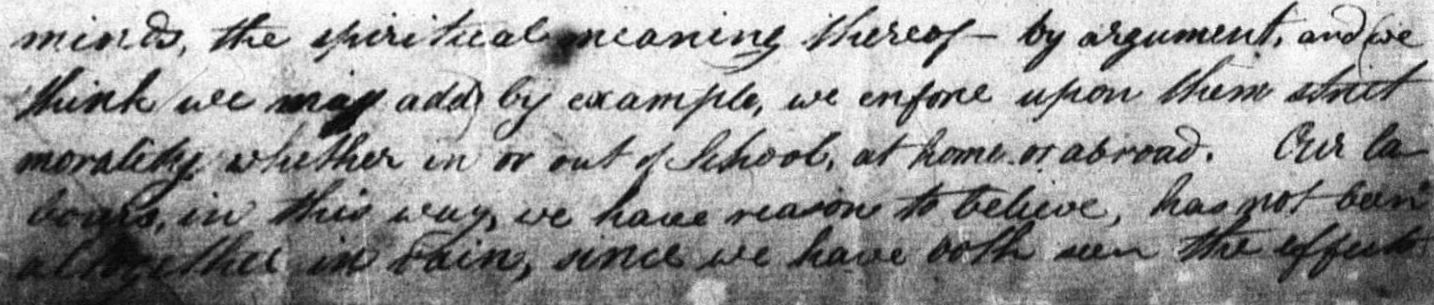 minds, the spiritual meaning thereof – by argument, and (we
think we may add) by example, we enforce upon them strict
morality, whether in or out of School, at home or abroad. Our la-
bours, in this way, we have reason to believe, has not been
altogether in vain, since we have both seen the effects